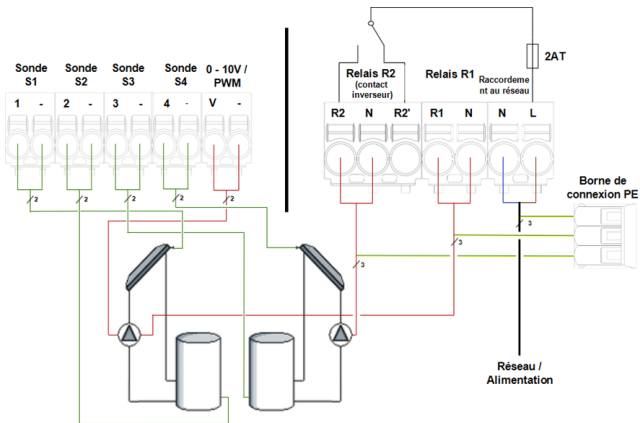 Sonde S1
Sonde S2
Sonde S3
Sonde S4
0 - 10V / PWM
1 - 2 - 3 - 4 - V -
2 2 2 2 2
2AT
Relais R2
(contact
inverseur)
Relais R1
Raccordeme
nt au réseau
R2 N R2' R1 N N L
Borne de
connexion PE
3
3
3
Réseau /
Alimentation